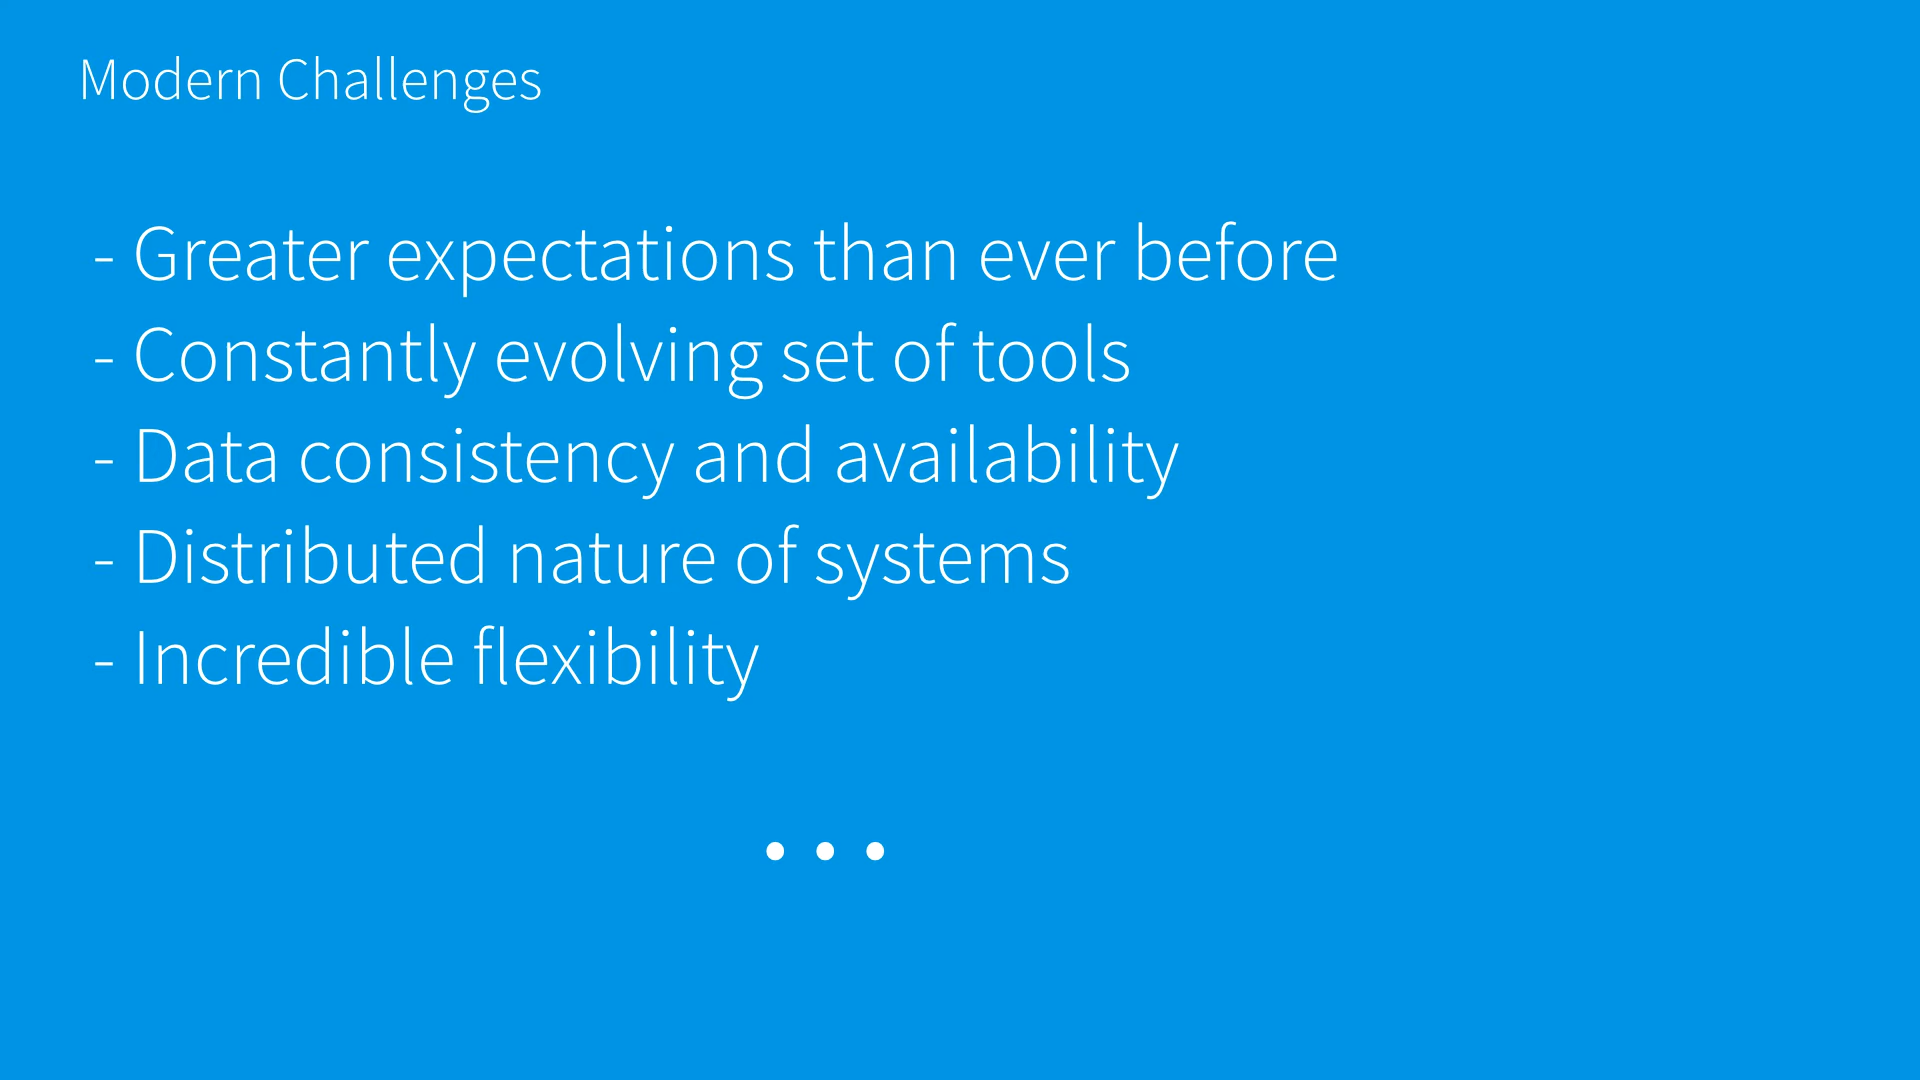 Modern Challenges
- Greater expectations than ever before
- Constantly evolving set of tools
- Data consistency and availability
- Distributed nature of systems
- Incredible flexibility
...